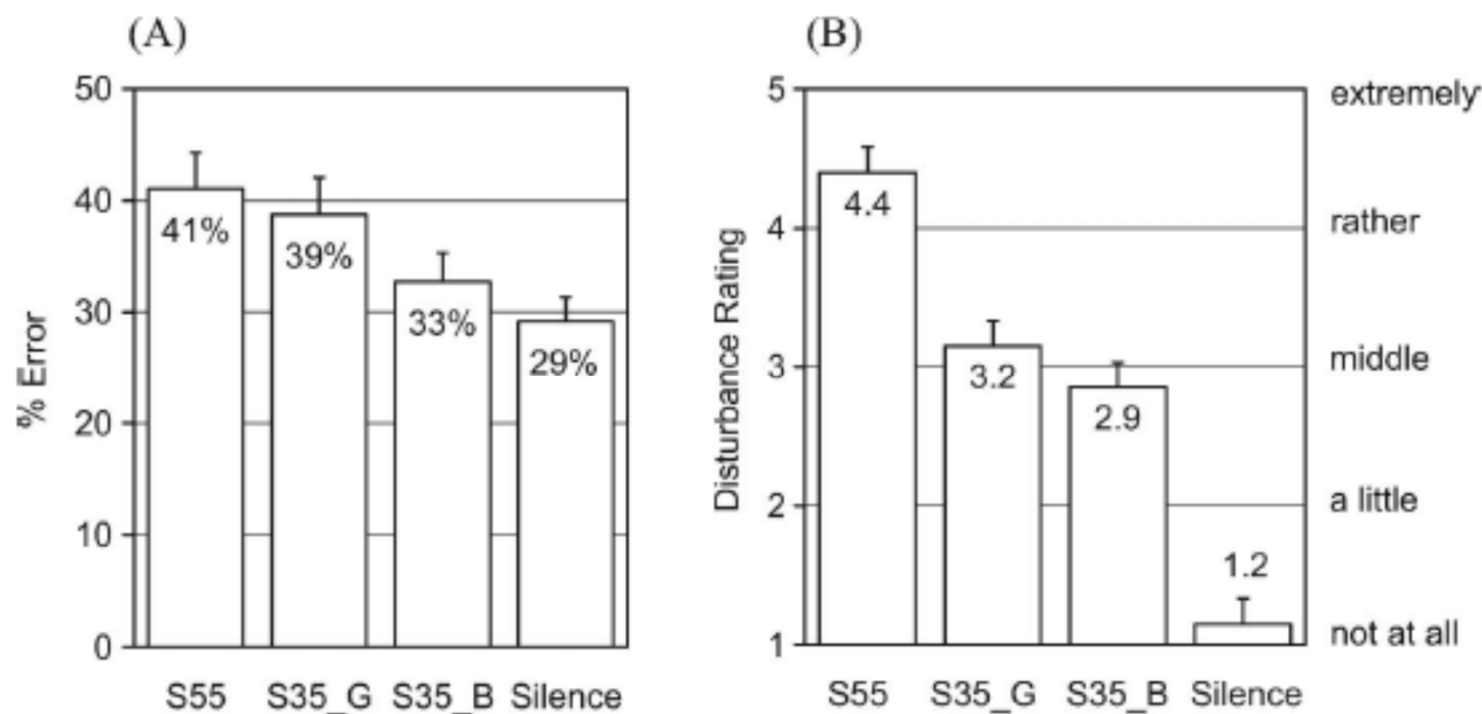 (A)
% Error
50
40
30
20
10
0
41%
39%
33%
29%
S55 S35_G S35_B Silence
(B)
Disturbance Rating
5
4
3
2
1
4.4
3.2
2.9
1.2
S55 S35_G S35_B Silence
extremely
rather
middle
a little
not at all